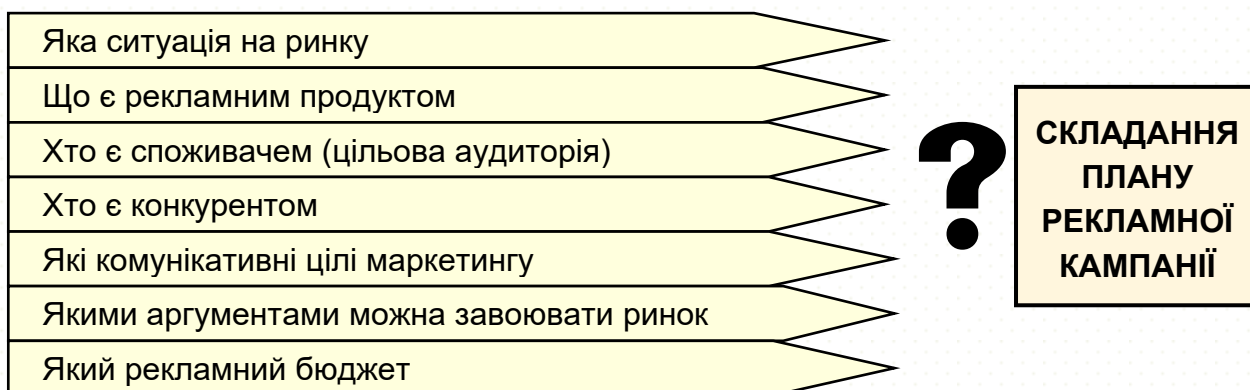 Яка ситуація на ринку
Що є рекламним продуктом
Хто є споживачем (цільова аудиторія)
Хто є конкурентом
Які комунікативні цілі маркетингу
Якими аргументами можна завоювати ринок
Який рекламний бюджет
?
СКЛАДАННЯ
ПЛАНУ
РЕКЛАМНОЇ
КАМПАНІЇ